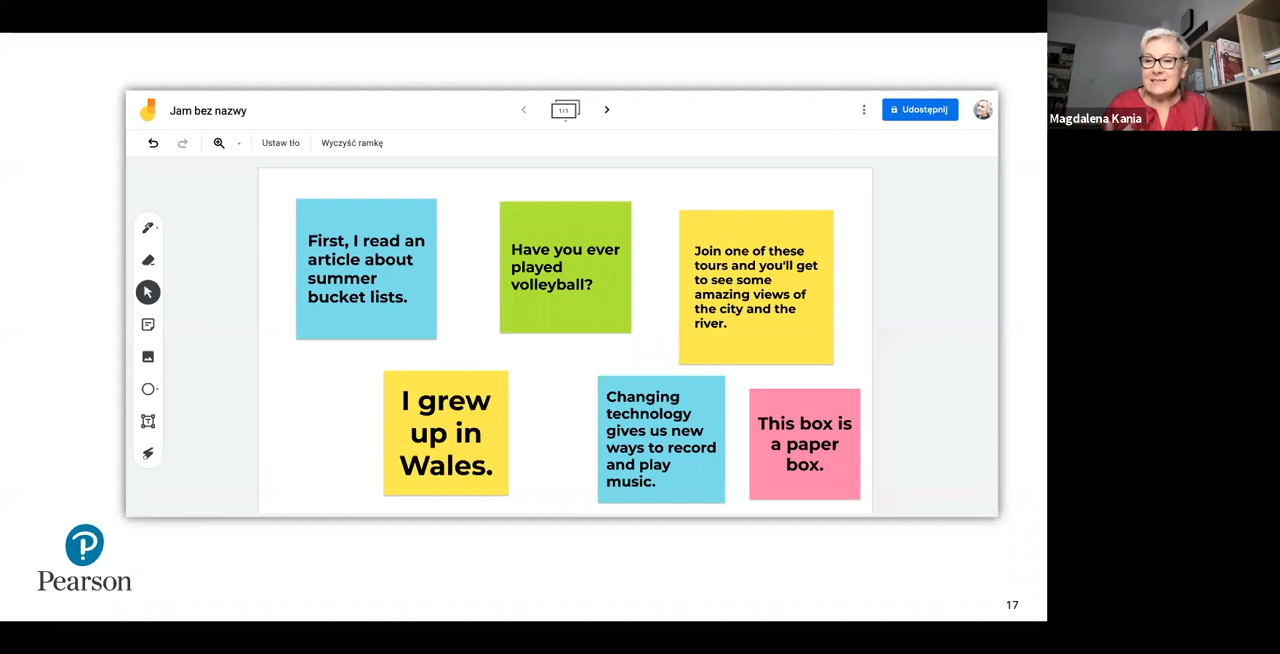 Jam bez nazwy
1/1
Udostępnij
Ustaw tło
Wyczyść ramkę
First, I read an
article about
summer
bucket lists.
Have you ever
played
volleyball?
Join one of these
tours and you'll get
to see some
amazing views of
the city and the
river.
I grew
up in
Wales.
Changing
technology
gives us new
ways to record
and play
music.
This box is
a paper
box.
Pearson
17
Magdalena Kania